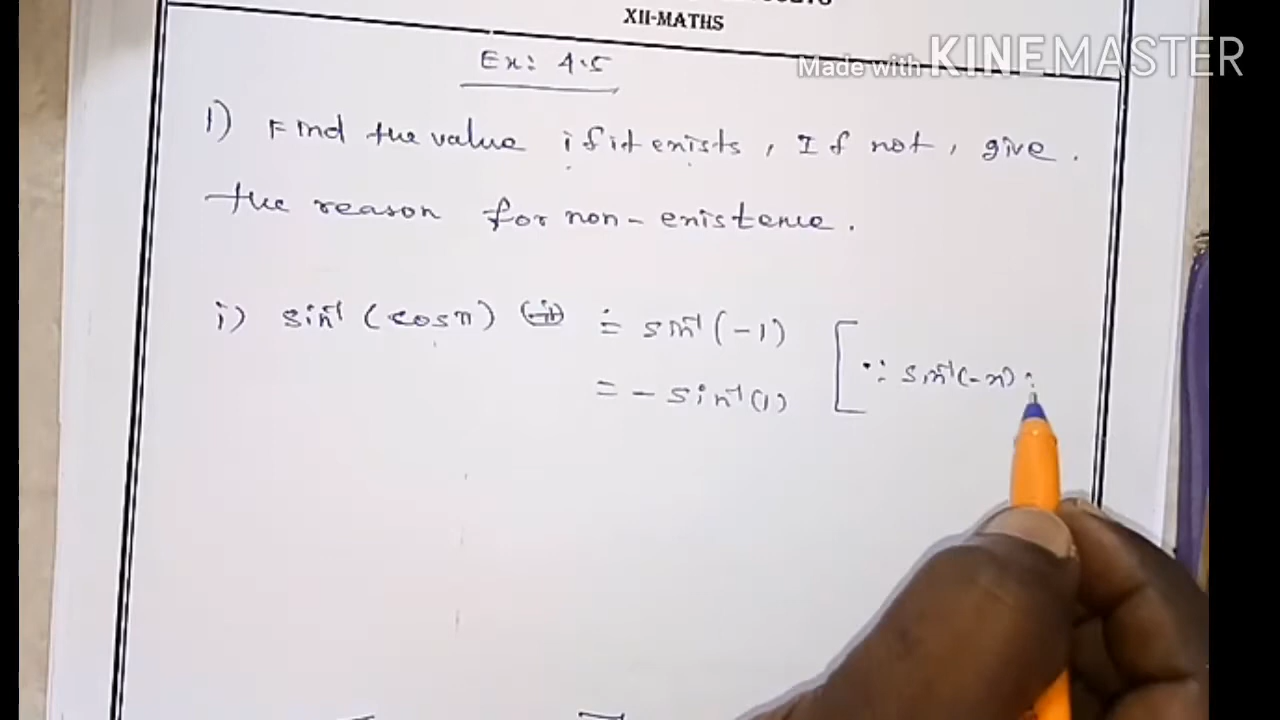 XII-MATHS
Made with KINEMASTER
Ex: 4.5
1) Find the value if it exists, If not, give.
the reason for non-existence.
i) sin⁻¹ (cos π) = sin⁻¹(-1)
= - sin⁻¹(1) [∵ sin⁻¹(-x)